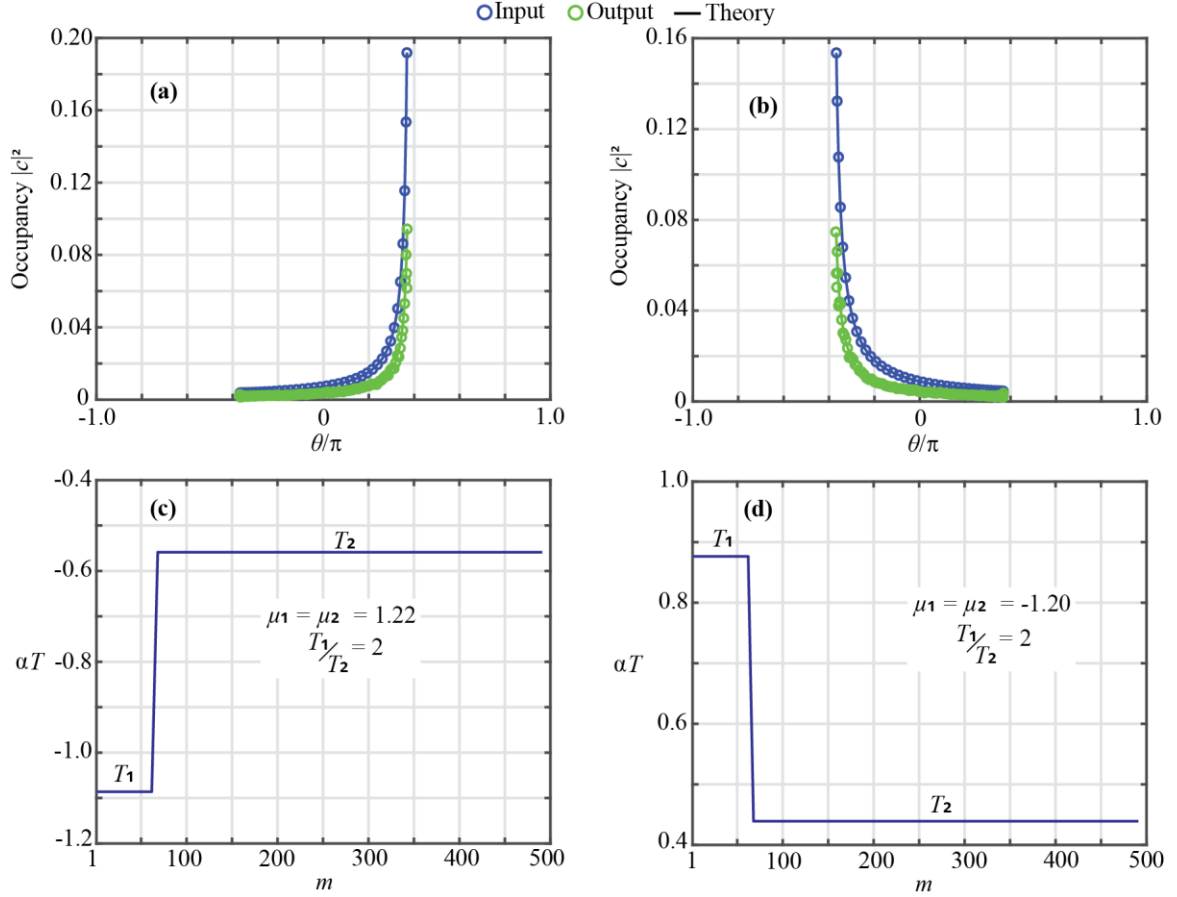 Input Output Theory
0.20
0.16
0.12
0.08
0.04
0
Occupancy |c|²
(a)
-1.0 0 1.0
θ/π
0.16
0.12
0.08
0.04
0
Occupancy |c|²
(b)
-1.0 0 1.0
θ/π
-0.4
-0.6
-0.8
-1.0
-1.2
αT
(c)
T₂
μ₁ = μ₂ = 1.22
T₁/T₂ = 2
T₁
1 100 200 300 400 500
m
1.0
0.8
0.6
0.4
αT
(d)
T₁
μ₁ = μ₂ = -1.20
T₁/T₂ = 2
T₂
1 100 200 300 400 500
m